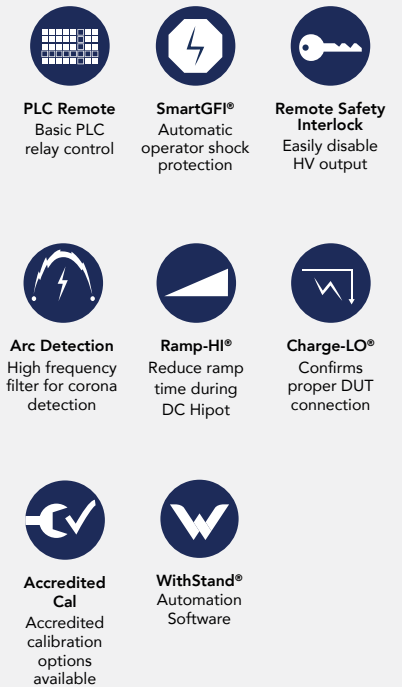 PLC Remote
Basic PLC
relay control
SmartGFI®
Automatic
operator shock
protection
Remote Safety
Interlock
Easily disable
HV output
Arc Detection
High frequency
filter for corona
detection
Ramp-HI®
Reduce ramp
time during
DC Hipot
Charge-LO®
Confirms
proper DUT
connection
Accredited
Cal
Accredited
calibration
options
available
WithStand®
Automation
Software